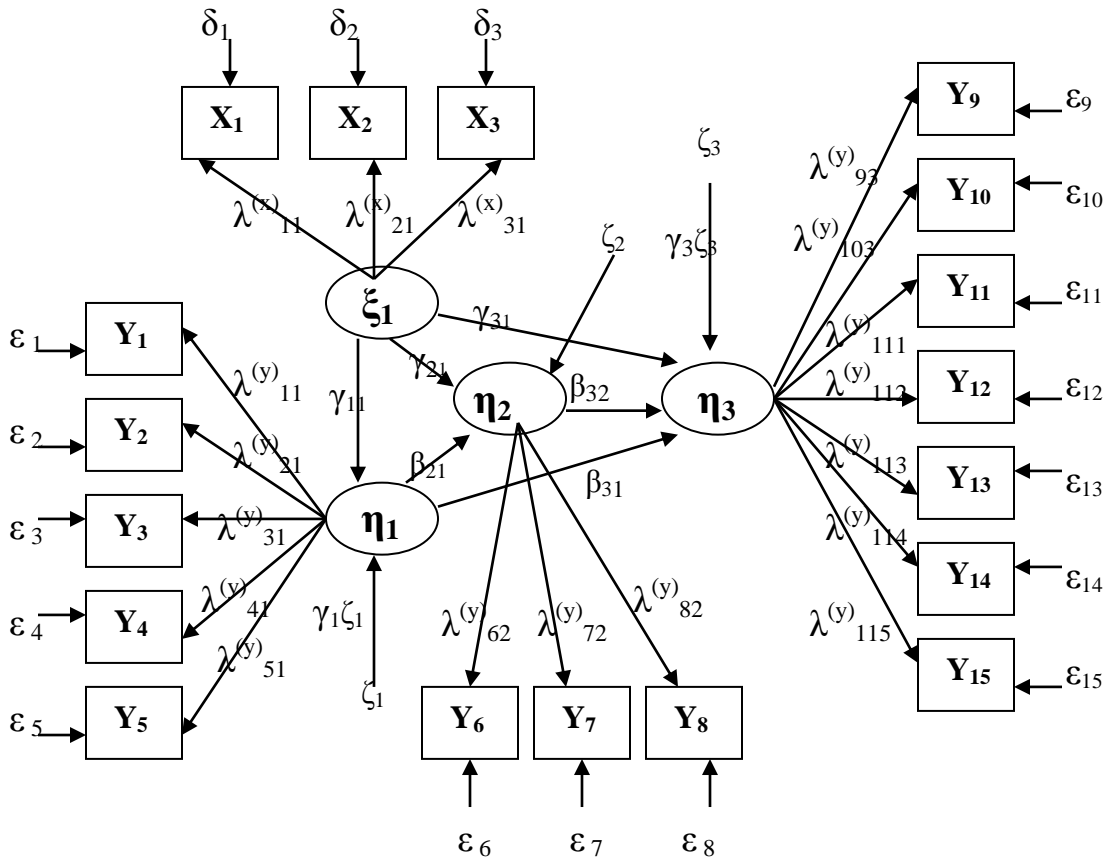 δ₁ δ₂ δ₃
X₁ X₂ X₃
λ⁽ˣ⁾₁₁ λ⁽ˣ⁾₂₁ λ⁽ˣ⁾₃₁
ξ₁
γ₁₁
γ₂₁
γ₃₁
ζ₂
ζ₃
γ₃ζ₃
η₂
β₃₂
η₃
β₂₁
β₃₁
η₁
γ₁ζ₁
ζ₁
ε₁ Y₁ λ⁽ʸ⁾₁₁
ε₂ Y₂ λ⁽ʸ⁾₂₁
ε₃ Y₃ λ⁽ʸ⁾₃₁
ε₄ Y₄ λ⁽ʸ⁾₄₁
ε₅ Y₅ λ⁽ʸ⁾₅₁
λ⁽ʸ⁾₆₂ λ⁽ʸ⁾₇₂ λ⁽ʸ⁾₈₂
Y₆ Y₇ Y₈
ε₆ ε₇ ε₈
λ⁽ʸ⁾₉₃ Y₉ ε₉
λ⁽ʸ⁾₁₀₃ Y₁₀ ε₁₀
λ⁽ʸ⁾₁₁₁ Y₁₁ ε₁₁
λ⁽ʸ⁾₁₁₂ Y₁₂ ε₁₂
λ⁽ʸ⁾₁₁₃ Y₁₃ ε₁₃
λ⁽ʸ⁾₁₁₄ Y₁₄ ε₁₄
λ⁽ʸ⁾₁₁₅ Y₁₅ ε₁₅